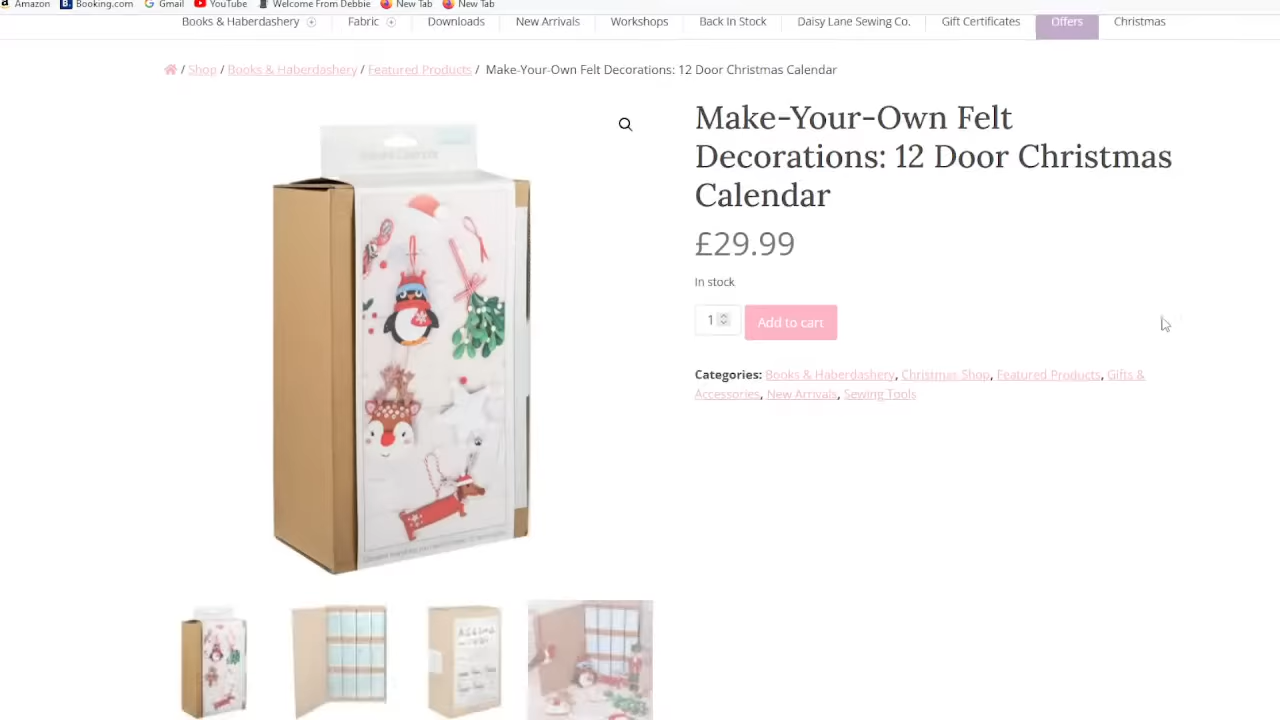 Amazon Booking.com Gmail YouTube Welcome From Debbie New Tab New Tab
Books & Haberdashery Fabric Downloads New Arrivals Workshops Back In Stock Daisy Lane Sewing Co. Gift Certificates Offers Christmas
/ Shop / Books & Haberdashery / Featured Products / Make-Your-Own Felt Decorations: 12 Door Christmas Calendar
Make-Your-Own Felt
Decorations: 12 Door Christmas
Calendar
£29.99
In stock
1 Add to cart
Categories: Books & Haberdashery, Christmas Shop, Featured Products, Gifts &
Accessories, New Arrivals, Sewing Tools